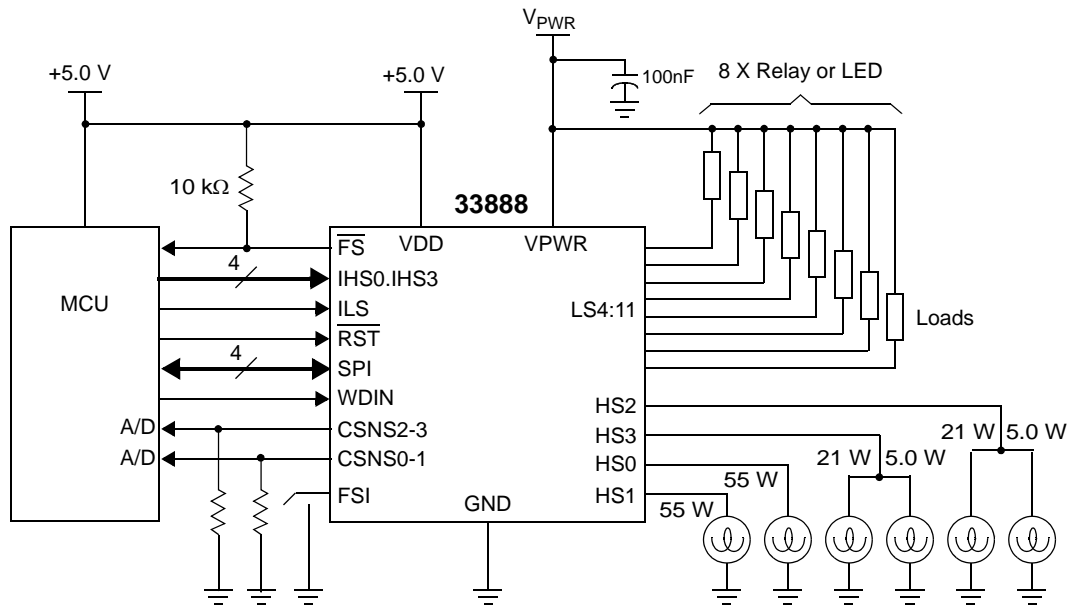 V_PWR
+5.0 V
+5.0 V
100nF
8 X Relay or LED
10 kΩ
33888
MCU
FS
VDD
VPWR
4
IHS0.IHS3
ILS
LS4:11
Loads
RST
4
SPI
WDIN
HS2
A/D
CSNS2-3
HS3
21 W
5.0 W
A/D
CSNS0-1
HS0
21 W
5.0 W
FSI
GND
HS1
55 W
55 W